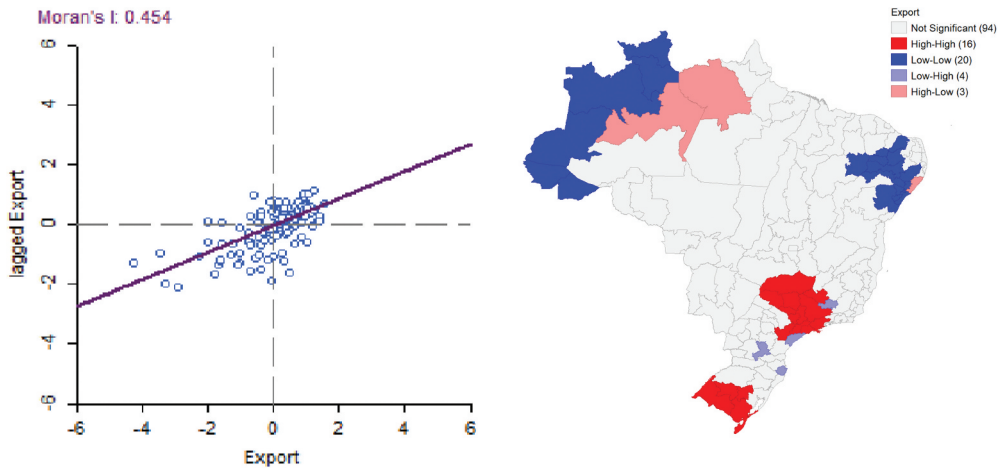 Moran's I: 0.454
6
4
2
0
-2
-4
-6
lagged Export
-6
-4
-2
0
2
4
6
Export
Export
Not Significant (94)
High-High (16)
Low-Low (20)
Low-High (4)
High-Low (3)